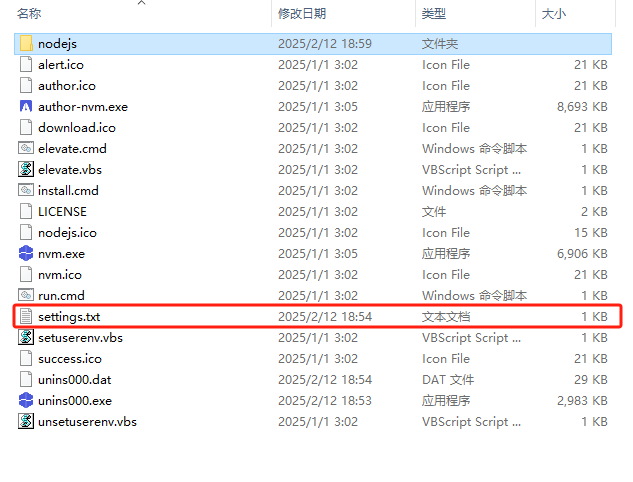 名称 修改日期 类型 大小
nodejs 2025/2/12 18:59 文件夹
alert.ico 2025/1/1 3:02 Icon File 21 KB
author.ico 2025/1/1 3:02 Icon File 21 KB
author-nvm.exe 2025/1/1 3:05 应用程序 8,693 KB
download.ico 2025/1/1 3:02 Icon File 21 KB
elevate.cmd 2025/1/1 3:02 Windows 命令脚本 1 KB
elevate.vbs 2025/1/1 3:02 VBScript Script ... 1 KB
install.cmd 2025/1/1 3:02 Windows 命令脚本 1 KB
LICENSE 2025/1/1 3:02 文件 2 KB
nodejs.ico 2025/1/1 3:02 Icon File 15 KB
nvm.exe 2025/1/1 3:05 应用程序 6,906 KB
nvm.ico 2025/1/1 3:02 Icon File 21 KB
run.cmd 2025/1/1 3:02 Windows 命令脚本 1 KB
settings.txt 2025/2/12 18:54 文本文档 1 KB
setuserenv.vbs 2025/1/1 3:02 VBScript Script ... 1 KB
success.ico 2025/1/1 3:02 Icon File 21 KB
unins000.dat 2025/2/12 18:54 DAT 文件 29 KB
unins000.exe 2025/2/12 18:53 应用程序 2,983 KB
unsetuserenv.vbs 2025/1/1 3:02 VBScript Script ... 1 KB